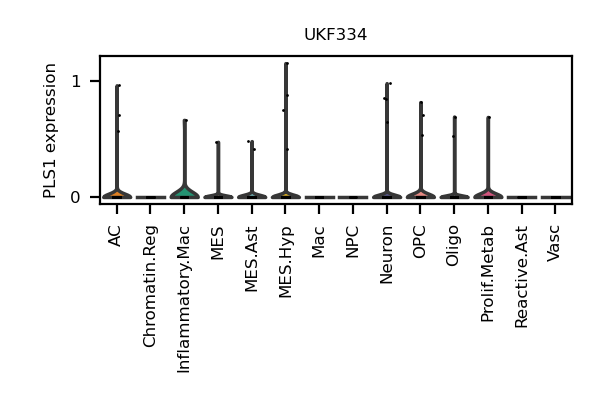 UKF334
PLS1 expression
1
0
AC
Chromatin.Reg
Inflammatory.Mac
MES
MES.Ast
MES.Hyp
Mac
NPC
Neuron
OPC
Oligo
Prolif.Metab
Reactive.Ast
Vasc